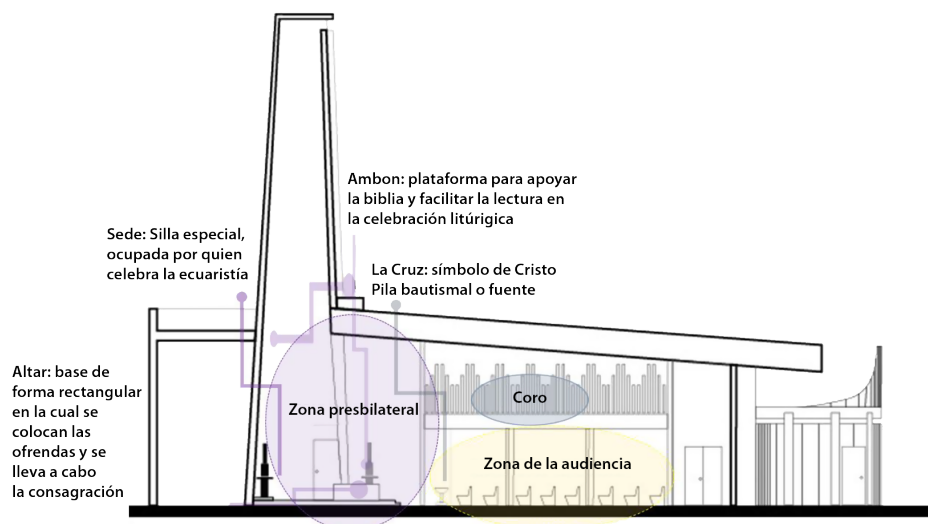 Ambon: plataforma para apoyar
la biblia y facilitar la lectura en
la celebración litúrigica
Sede: Silla especial,
ocupada por quien
celebra la ecuaristía
La Cruz: símbolo de Cristo
Pila bautismal o fuente
Altar: base de
forma rectangular
en la cual se
colocan las
ofrendas y se
lleva a cabo
la consagración
Zona presbilateral
Coro
Zona de la audiencia